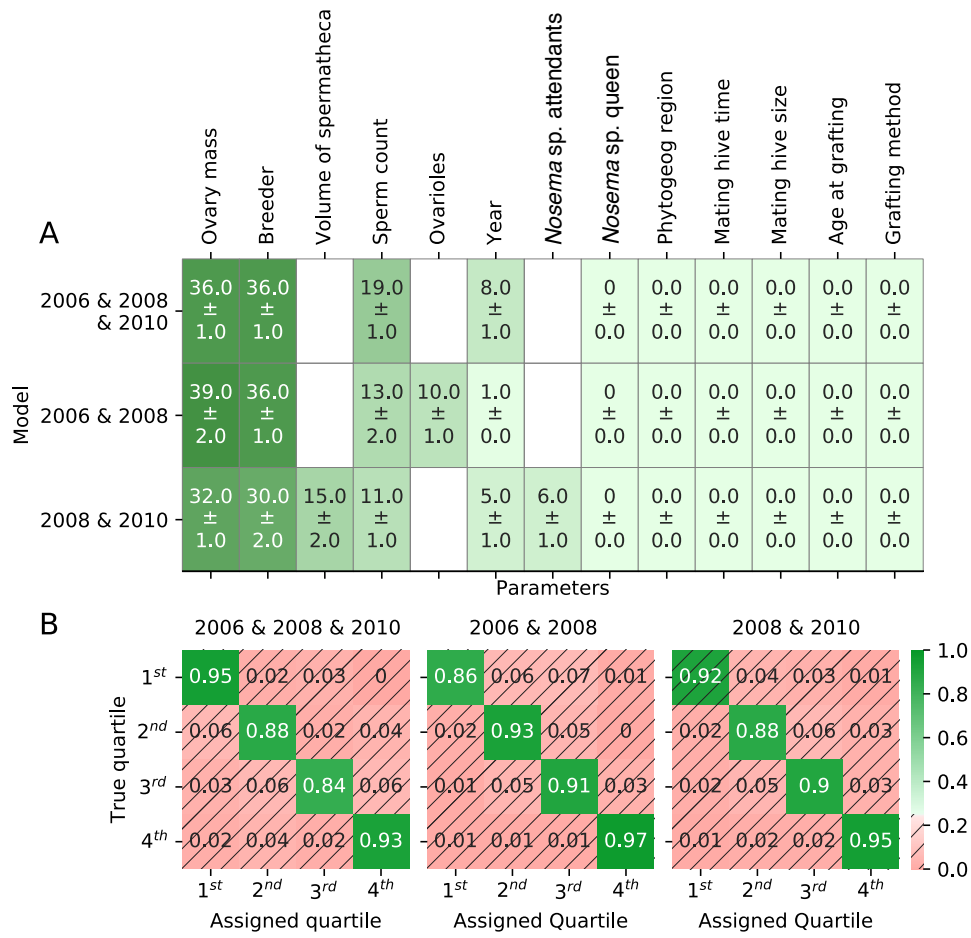 A
Ovary mass
Breeder
Volume of spermatheca
Sperm count
Ovarioles
Year
Nosema sp. attendants
Nosema sp. queen
Phytogeog region
Mating hive time
Mating hive size
Age at grafting
Grafting method
Model
2006 & 2008
& 2010
36.0 36.0 19.0 8.0 0 0.0 0.0 0.0 0.0 0.0
± ± ± ± ± ± ± ± ± ±
1.0 1.0 1.0 1.0 0.0 0.0 0.0 0.0 0.0 0.0
2006 & 2008
39.0 36.0 13.0 10.0 1.0 0 0.0 0.0 0.0 0.0 0.0
± ± ± ± ± ± ± ± ± ± ±
2.0 1.0 2.0 1.0 0.0 0.0 0.0 0.0 0.0 0.0 0.0
2008 & 2010
32.0 30.0 15.0 11.0 5.0 6.0 0 0.0 0.0 0.0 0.0 0.0
± ± ± ± ± ± ± ± ± ± ± ±
1.0 2.0 2.0 1.0 1.0 1.0 0.0 0.0 0.0 0.0 0.0 0.0
Parameters
B
2006 & 2008 & 2010
True quartile
1st 0.95 0.02 0.03 0
2nd 0.06 0.88 0.02 0.04
3rd 0.03 0.06 0.84 0.06
4th 0.02 0.04 0.02 0.93
1st 2nd 3rd 4th
Assigned quartile
2006 & 2008
0.86 0.06 0.07 0.01
0.02 0.93 0.05 0
0.01 0.05 0.91 0.03
0.01 0.01 0.01 0.97
1st 2nd 3rd 4th
Assigned Quartile
2008 & 2010
0.92 0.04 0.03 0.01
0.02 0.88 0.06 0.03
0.02 0.05 0.9 0.03
0.01 0.02 0.02 0.95
1st 2nd 3rd 4th
Assigned Quartile
1.0
0.8
0.6
0.4
0.2
0.0